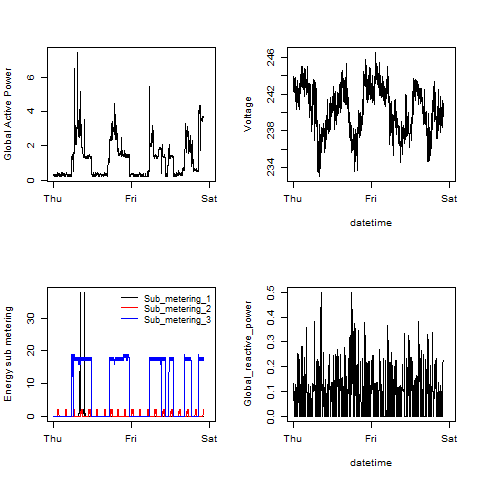 Global Active Power
0 2 4 6
Thu Fri Sat
Voltage
234 238 242 246
Thu Fri Sat
datetime
Energy sub metering
0 10 20 30
Sub_metering_1
Sub_metering_2
Sub_metering_3
Thu Fri Sat
Global_reactive_power
0.0 0.1 0.2 0.3 0.4 0.5
Thu Fri Sat
datetime